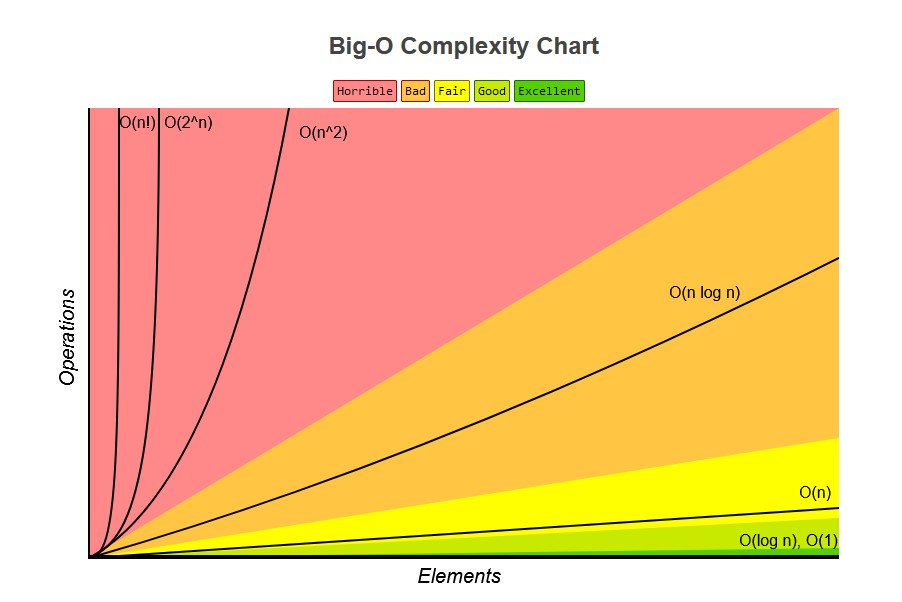 Big-O Complexity Chart
Horrible Bad Fair Good Excellent
O(n!) O(2^n)
O(n^2)
O(n log n)
Operations
O(n)
O(log n), O(1)
Elements